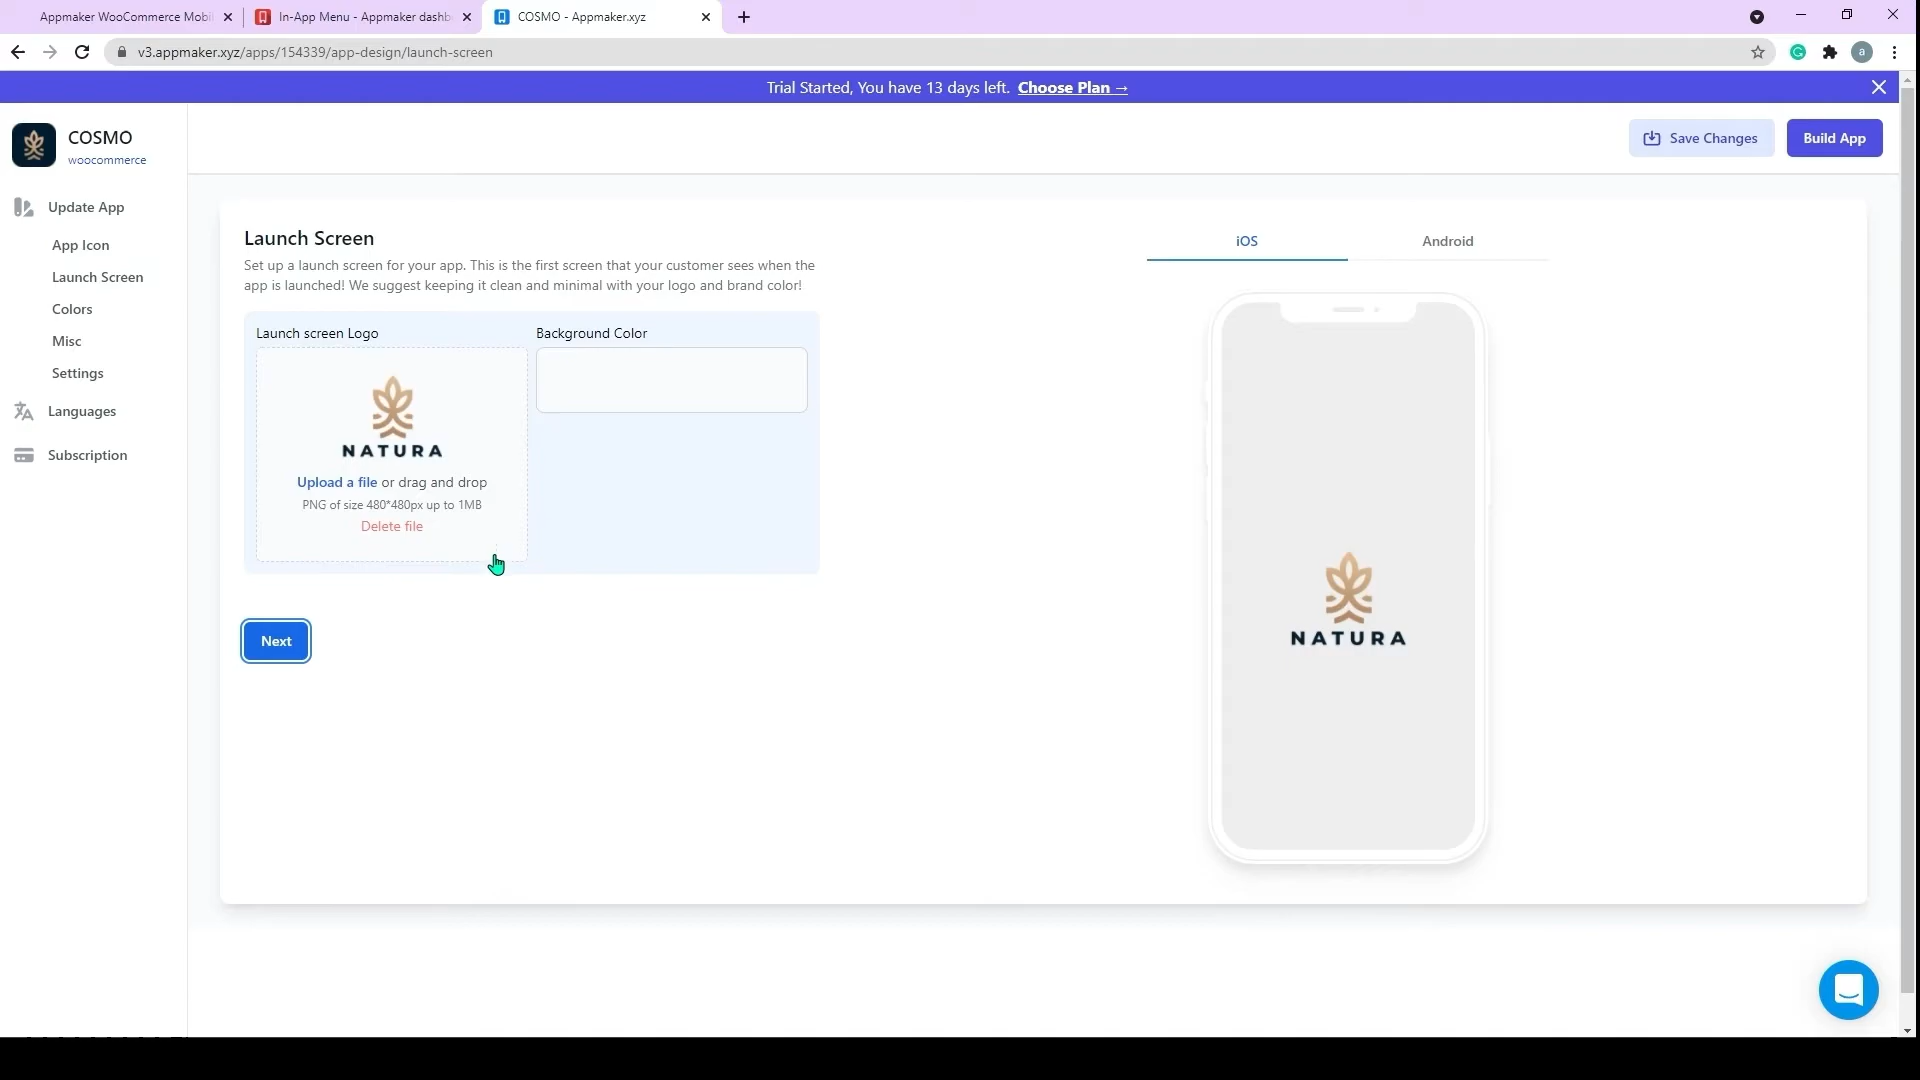 Appmaker WooCommerce Mobil
In-App Menu - Appmaker dashb
COSMO - Appmaker.xyz
v3.appmaker.xyz/apps/154339/app-design/launch-screen
a
Trial Started, You have 13 days left. Choose Plan →
COSMO
woocommerce
Save Changes
Build App
Update App
App Icon
Launch Screen
Colors
Misc
Settings
Languages
Subscription
Launch Screen
Set up a launch screen for your app. This is the first screen that your customer sees when the
app is launched! We suggest keeping it clean and minimal with your logo and brand color!
Launch screen Logo
Background Color
NATURA
Upload a file or drag and drop
PNG of size 480*480px up to 1MB
Delete file
Next
iOS
Android
NATURA